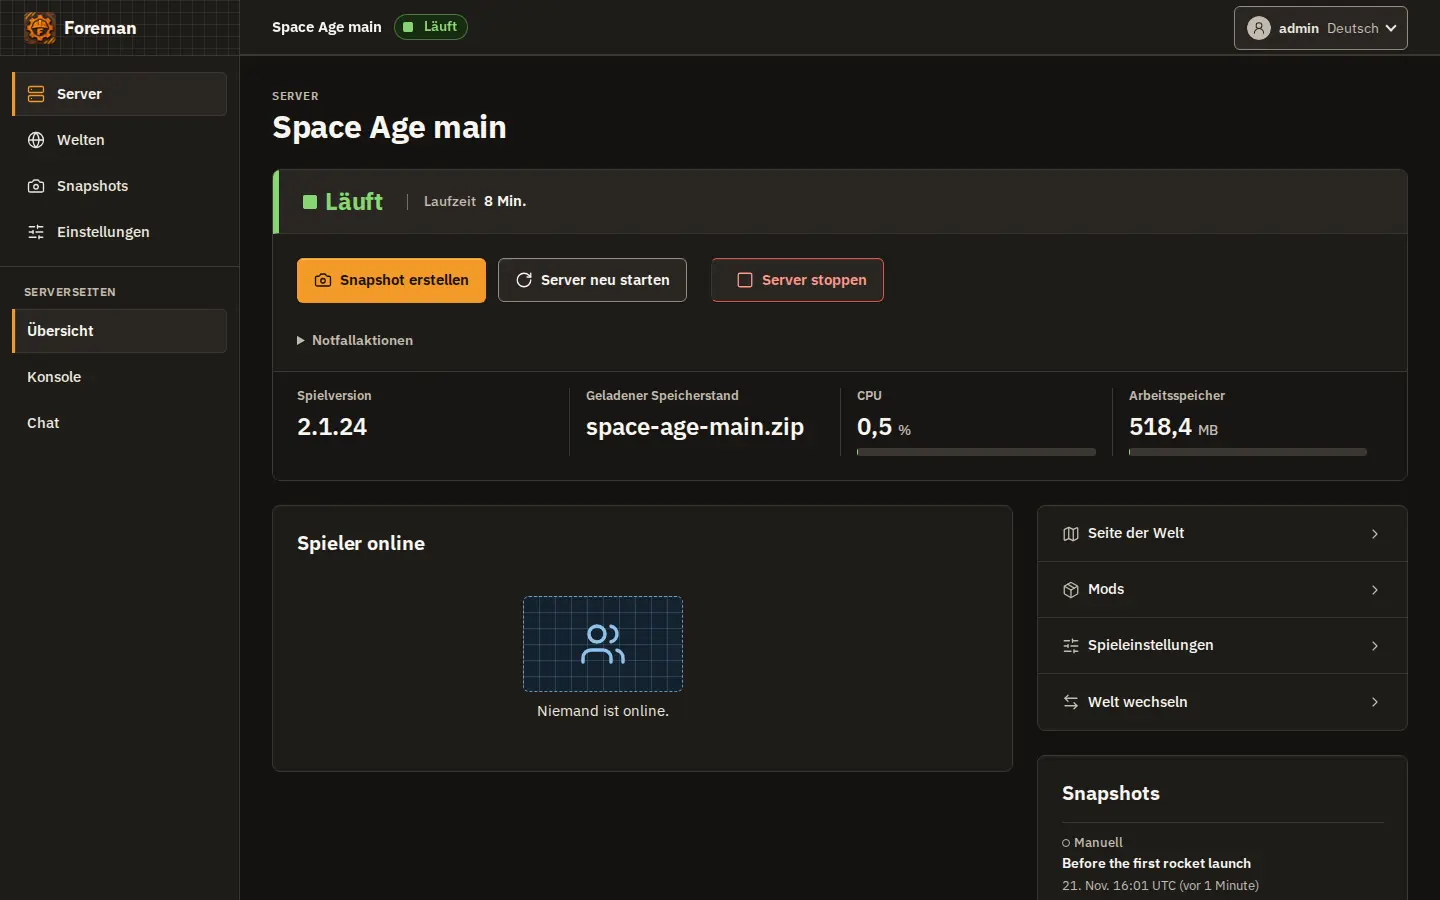 Foreman
Space Age main
Läuft
admin Deutsch
Server
Welten
Snapshots
Einstellungen
SERVERSEITEN
Übersicht
Konsole
Chat
SERVER
Space Age main
Läuft
Laufzeit 8 Min.
Snapshot erstellen
Server neu starten
Server stoppen
Notfallaktionen
Spielversion
2.1.24
Geladener Speicherstand
space-age-main.zip
CPU
0,5 %
Arbeitsspeicher
518,4 MB
Spieler online
Niemand ist online.
Seite der Welt
Mods
Spieleinstellungen
Welt wechseln
Snapshots
Manuell
Before the first rocket launch
21. Nov. 16:01 UTC (vor 1 Minute)